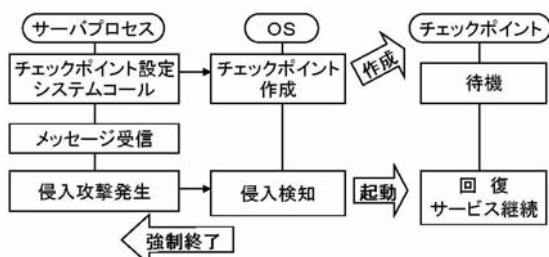 サーバプロセス
OS
チェックポイント
チェックポイント設定
システムコール
チェックポイント
作成
作成
待機
メッセージ受信
侵入攻撃発生
侵入検知
起動
回 復
サービス継続
強制終了